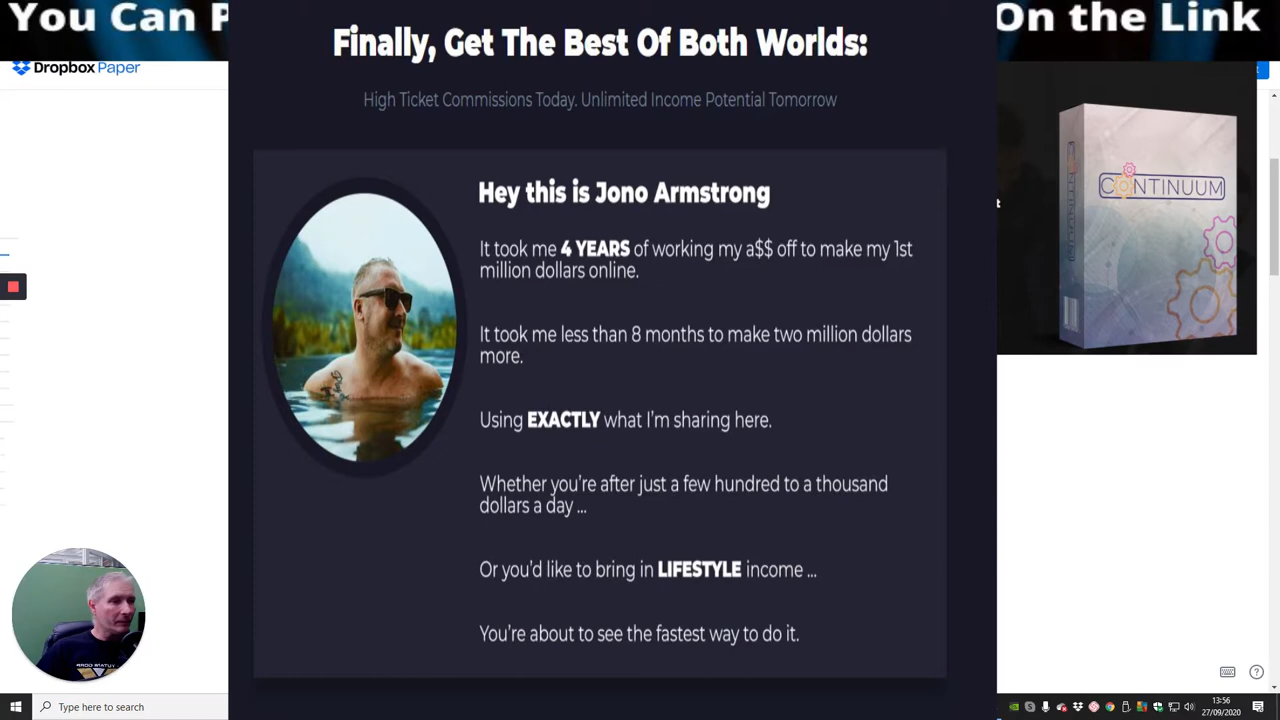 You Can P
On the Link
Dropbox Paper
Finally, Get The Best Of Both Worlds:
High Ticket Commissions Today. Unlimited Income Potential Tomorrow
Hey this is Jono Armstrong
It took me 4 YEARS of working my a$$ off to make my 1st
million dollars online.
It took me less than 8 months to make two million dollars
more.
Using EXACTLY what I'm sharing here.
Whether you're after just a few hundred to a thousand
dollars a day ...
Or you'd like to bring in LIFESTYLE income ...
You're about to see the fastest way to do it.
CONTINUUM
Type here to search
13:56
27/09/2020